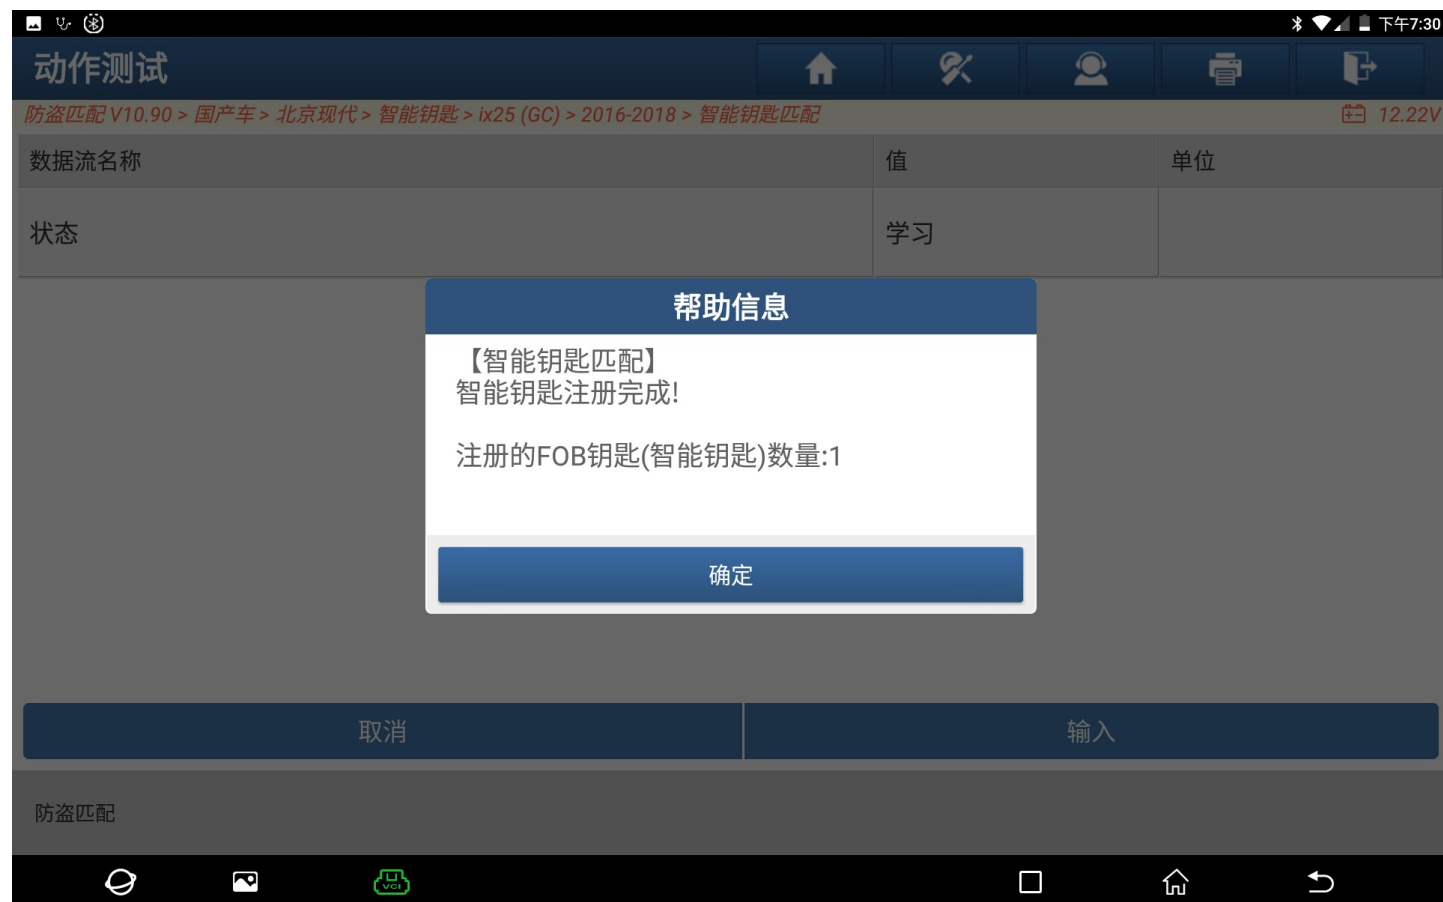 下午7:30
动作测试
防盗匹配 V10.90 > 国产车 > 北京现代 > 智能钥匙 > ix25 (GC) > 2016-2018 > 智能钥匙匹配 12.22V
数据流名称 值 单位
状态 学习
帮助信息
【智能钥匙匹配】
智能钥匙注册完成!
注册的FOB钥匙(智能钥匙)数量:1
确定
取消 输入
防盗匹配
VCI